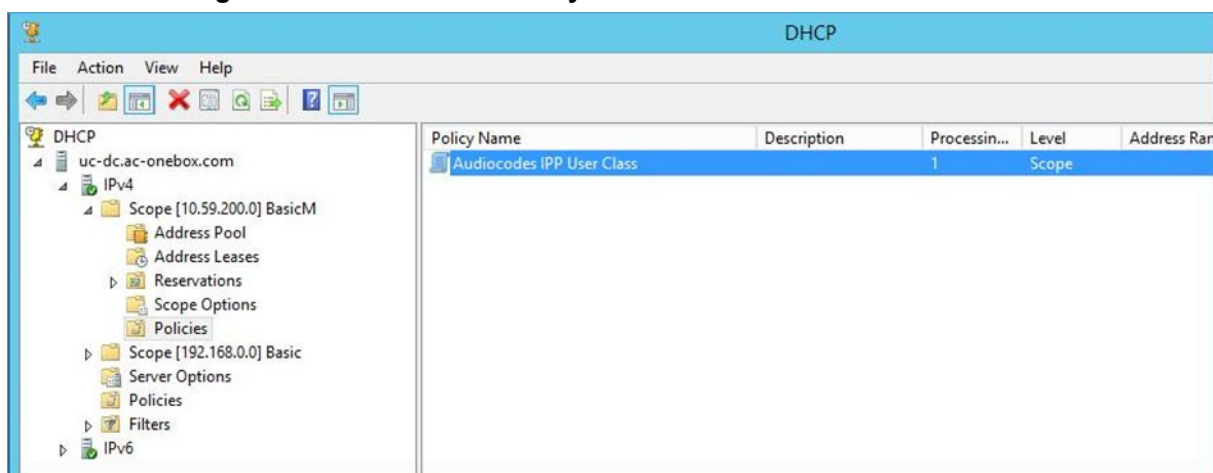 DHCP
File Action View Help
DHCP
uc-dc.ac-onebox.com
IPv4
Scope [10.59.200.0] BasicM
Address Pool
Address Leases
Reservations
Scope Options
Policies
Scope [192.168.0.0] Basic
Server Options
Policies
Filters
IPv6
Policy Name Description Processin... Level Address Ran
Audiocodes IPP User Class 1 Scope